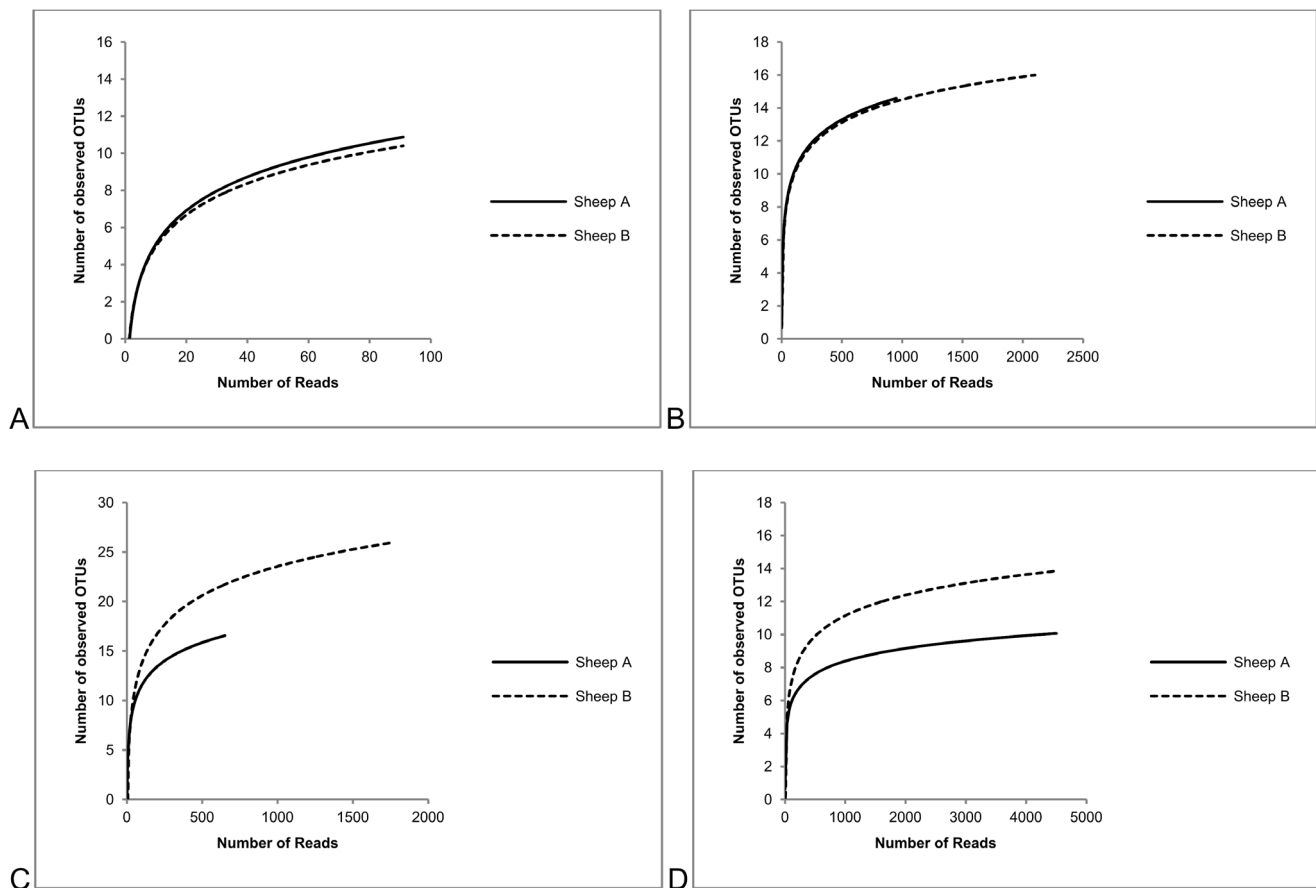 16
14
12
10
8
6
4
2
0
0 20 40 60 80 100
Number of observed OTUs
Number of Reads
Sheep A
Sheep B
A
18
16
14
12
10
8
6
4
2
0
0 500 1000 1500 2000 2500
Number of observed OTUs
Number of Reads
Sheep A
Sheep B
B
30
25
20
15
10
5
0
0 500 1000 1500 2000
Number of observed OTUs
Number of Reads
Sheep A
Sheep B
C
18
16
14
12
10
8
6
4
2
0
0 1000 2000 3000 4000 5000
Number of observed OTUs
Number of Reads
Sheep A
Sheep B
D